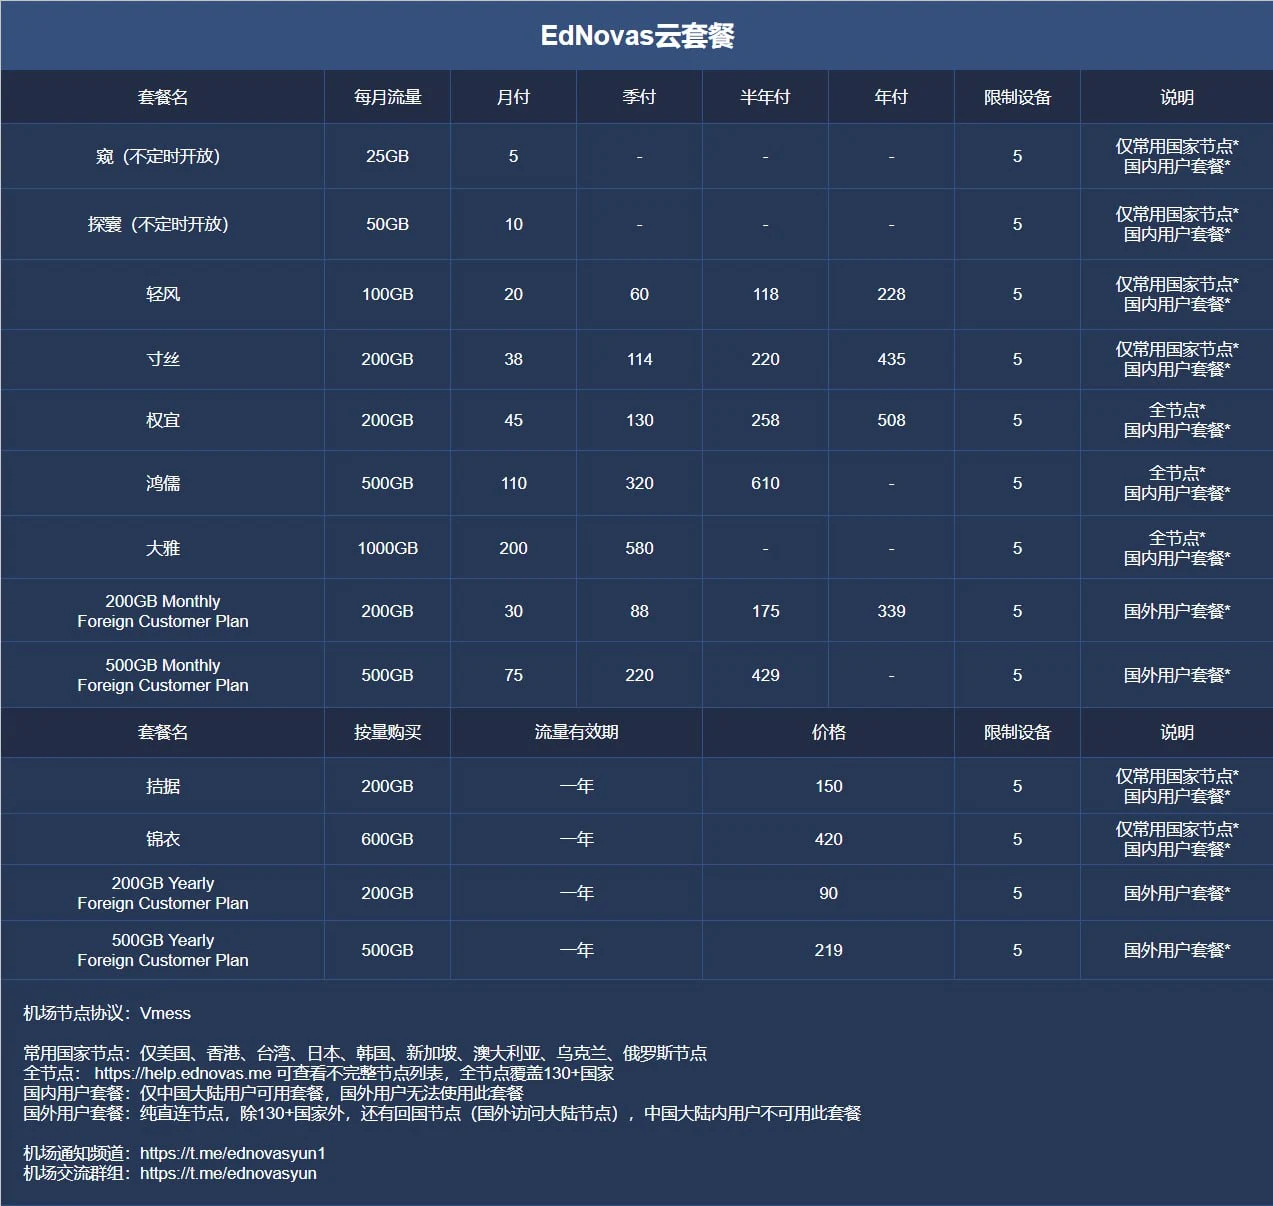 EdNovas云套餐
套餐名 每月流量 月付 季付 半年付 年付 限制设备 说明
窥（不定时开放） 25GB 5 - - - 5 仅常用国家节点*
国内用户套餐*
探囊（不定时开放） 50GB 10 - - - 5 仅常用国家节点*
国内用户套餐*
轻风 100GB 20 60 118 228 5 仅常用国家节点*
国内用户套餐*
寸丝 200GB 38 114 220 435 5 仅常用国家节点*
国内用户套餐*
权宜 200GB 45 130 258 508 5 全节点*
国内用户套餐*
鸿儒 500GB 110 320 610 - 5 全节点*
国内用户套餐*
大雅 1000GB 200 580 - - 5 全节点*
国内用户套餐*
200GB Monthly
Foreign Customer Plan 200GB 30 88 175 339 5 国外用户套餐*
500GB Monthly
Foreign Customer Plan 500GB 75 220 429 - 5 国外用户套餐*
套餐名 按量购买 流量有效期 价格 限制设备 说明
拮据 200GB 一年 150 5 仅常用国家节点*
国内用户套餐*
锦衣 600GB 一年 420 5 仅常用国家节点*
国内用户套餐*
200GB Yearly
Foreign Customer Plan 200GB 一年 90 5 国外用户套餐*
500GB Yearly
Foreign Customer Plan 500GB 一年 219 5 国外用户套餐*
机场节点协议：Vmess
常用国家节点：仅美国、香港、台湾、日本、韩国、新加坡、澳大利亚、乌克兰、俄罗斯节点
全节点： https://help.ednovas.me 可查看不完整节点列表，全节点覆盖130+国家
国内用户套餐：仅中国大陆用户可用套餐，国外用户无法使用此套餐
国外用户套餐：纯直连节点，除130+国家外，还有回国节点（国外访问大陆节点），中国大陆内用户不可用此套餐
机场通知频道：https://t.me/ednovasyun1
机场交流群组：https://t.me/ednovasyun